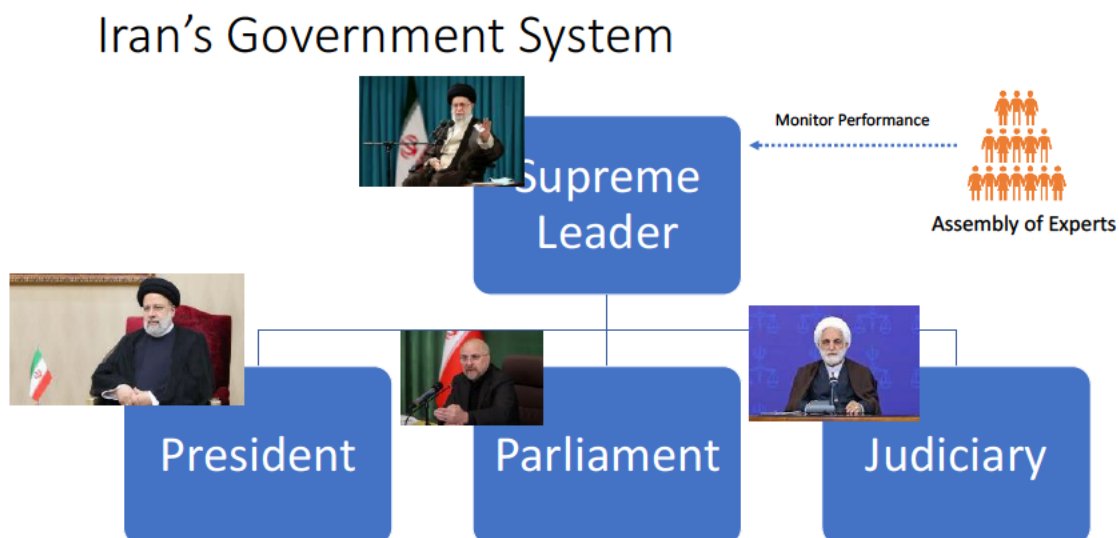 Iran’s Government System
Monitor Performance
Supreme
Leader
Assembly of Experts
President
Parliament
Judiciary